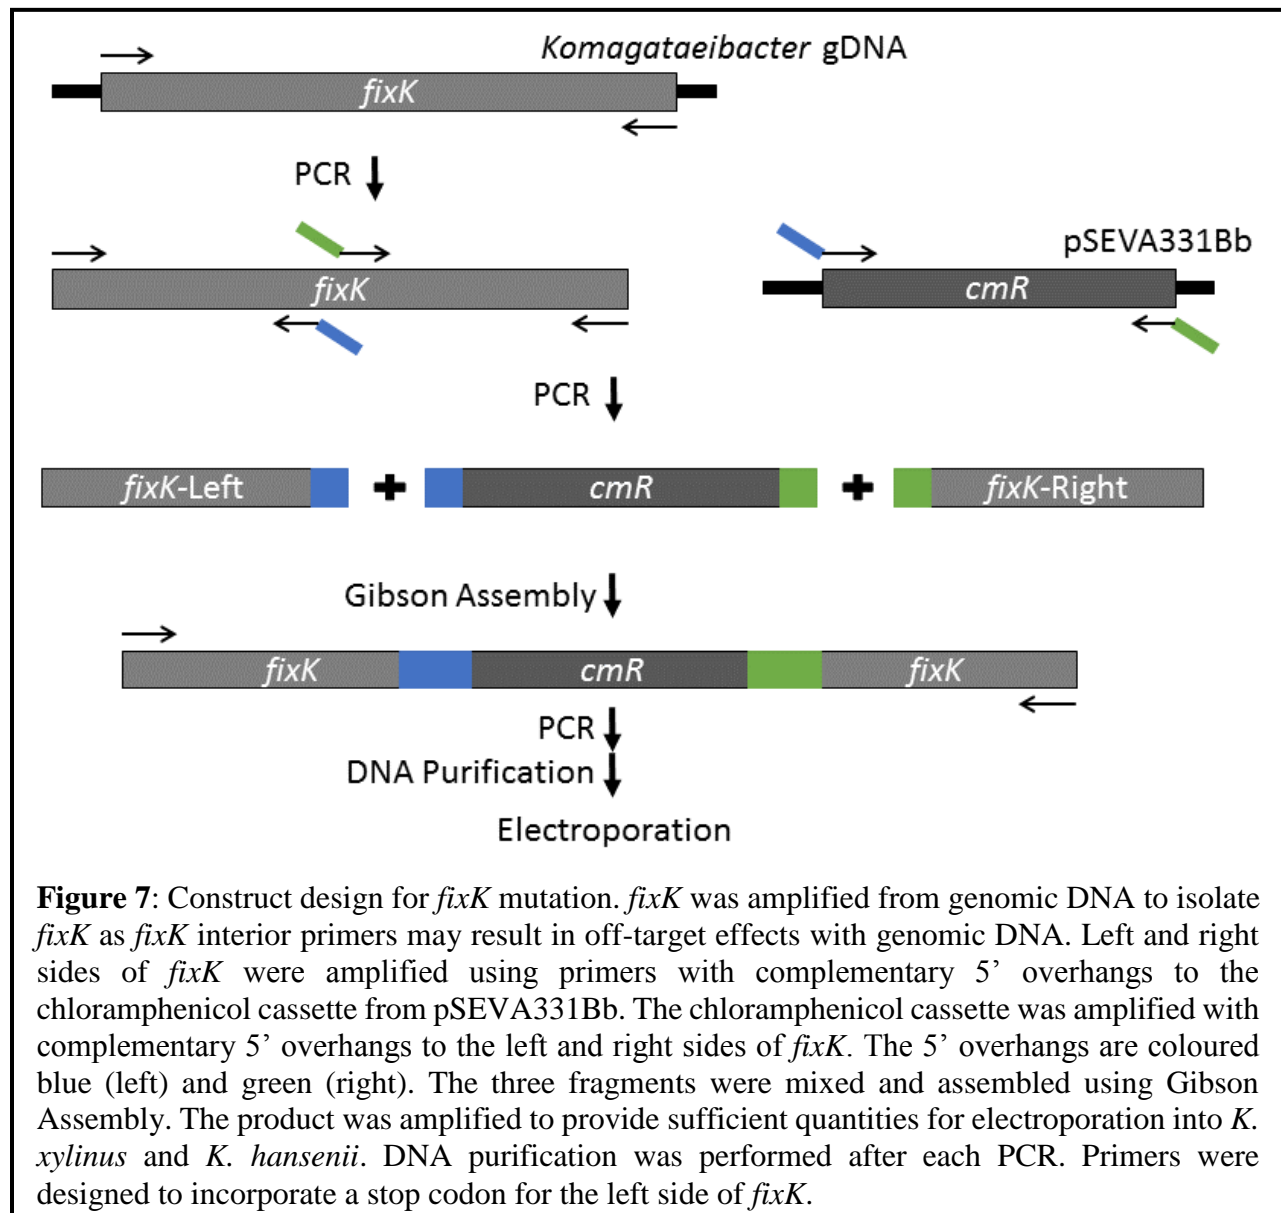 Komagataeibacter gDNA
fixK
PCR
pSEVA331Bb
fixK
cmR
PCR
fixK-Left
cmR
fixK-Right
Gibson Assembly
fixK
cmR
fixK
PCR
DNA Purification
Electroporation
Figure 7: Construct design for fixK mutation. fixK was amplified from genomic DNA to isolate
fixK as fixK interior primers may result in off-target effects with genomic DNA. Left and right
sides of fixK were amplified using primers with complementary 5’ overhangs to the
chloramphenicol cassette from pSEVA331Bb. The chloramphenicol cassette was amplified with
complementary 5’ overhangs to the left and right sides of fixK. The 5’ overhangs are coloured
blue (left) and green (right). The three fragments were mixed and assembled using Gibson
Assembly. The product was amplified to provide sufficient quantities for electroporation into K.
xylinus and K. hansenii. DNA purification was performed after each PCR. Primers were
designed to incorporate a stop codon for the left side of fixK.